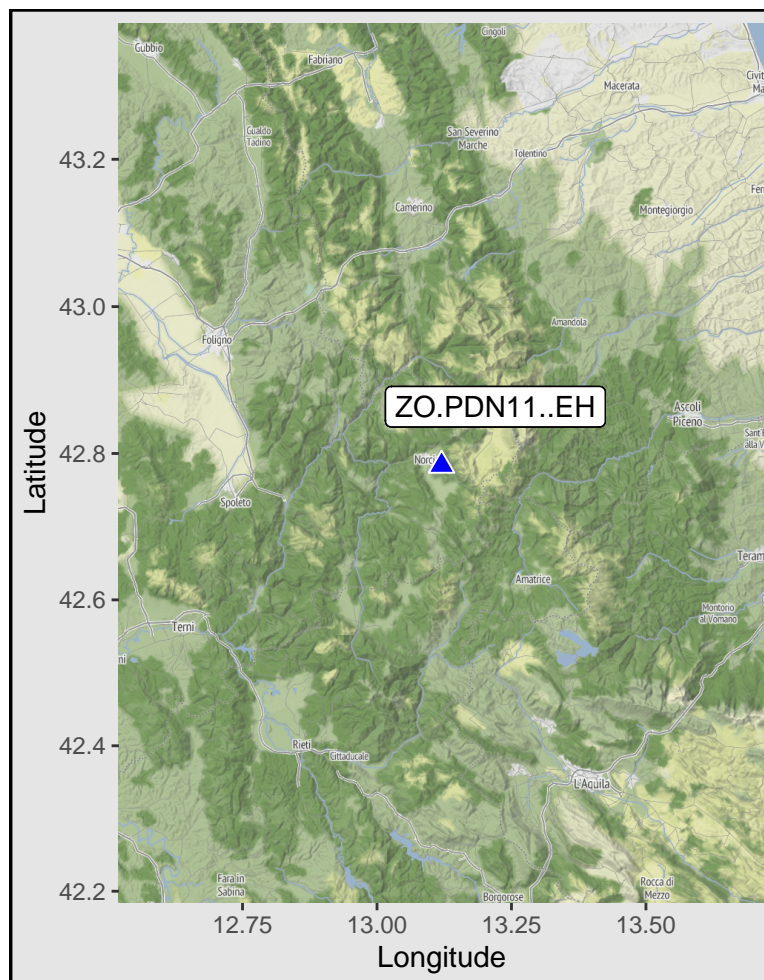 Gubbio
Fabriano
Cingoli
Macerata
Gualdo
Tadino
San Severino
Marche
Tolentino
Camerino
Montegiorgio
Foligno
Amandola
ZO.PDN11..EH
Ascoli
Piceno
Spoleto
Amatrice
Montorio
al Vomano
Terni
Rieti
Cittaducale
L'Aquila
Fara in
Sabina
Borgorose
Rocca di
Mezzo
43.2
43.0
42.8
42.6
42.4
42.2
Latitude
12.75
13.00
13.25
13.50
Longitude